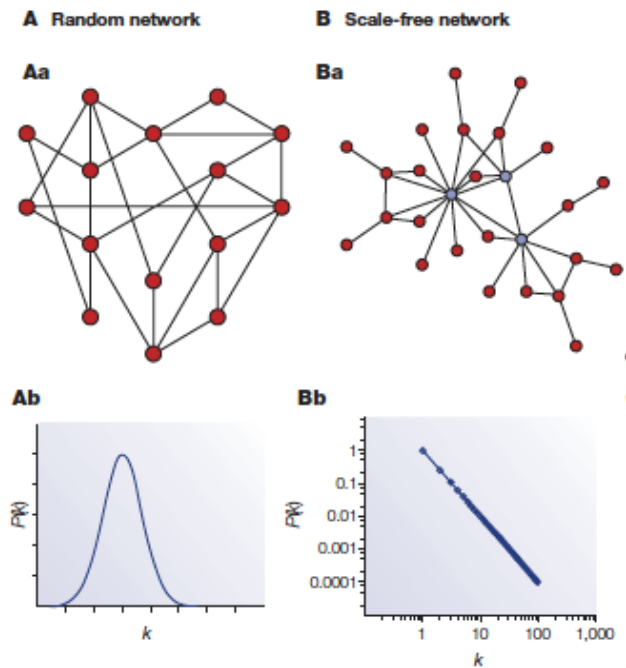 A Random network
B Scale-free network
Aa
Ba
Ab
Bb
P(k)
k
P(k)
1
0.1
0.01
0.001
0.0001
1
10
100
1,000
k